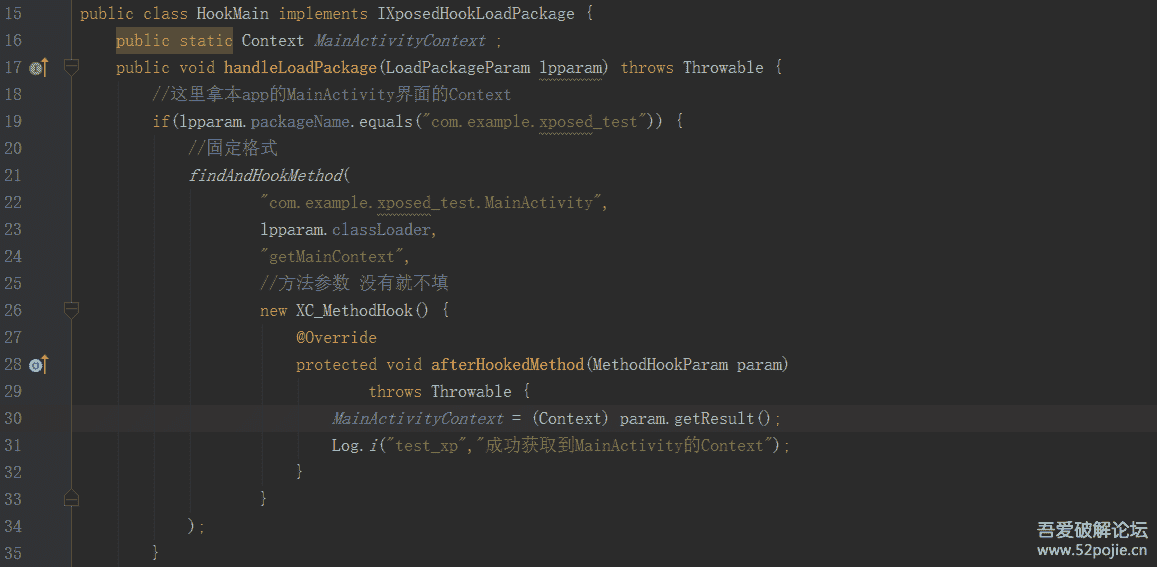 15 public class HookMain implements IXposedHookLoadPackage {
16 public static Context MainActivityContext ;
17 public void handleLoadPackage(LoadPackageParam lpparam) throws Throwable {
18 //这里拿本app的MainActivity界面的Context
19 if(lpparam.packageName.equals("com.example.xposed_test")) {
20 //固定格式
21 findAndHookMethod(
22 "com.example.xposed_test.MainActivity",
23 lpparam.classLoader,
24 "getMainContext",
25 //方法参数 没有就不填
26 new XC_MethodHook() {
27 @Override
28 protected void afterHookedMethod(MethodHookParam param)
29 throws Throwable {
30 MainActivityContext = (Context) param.getResult();
31 Log.i("test_xp","成功获取到MainActivity的Context");
32 }
33 }
34 );
35 }
吾爱破解论坛
www.52pojie.cn